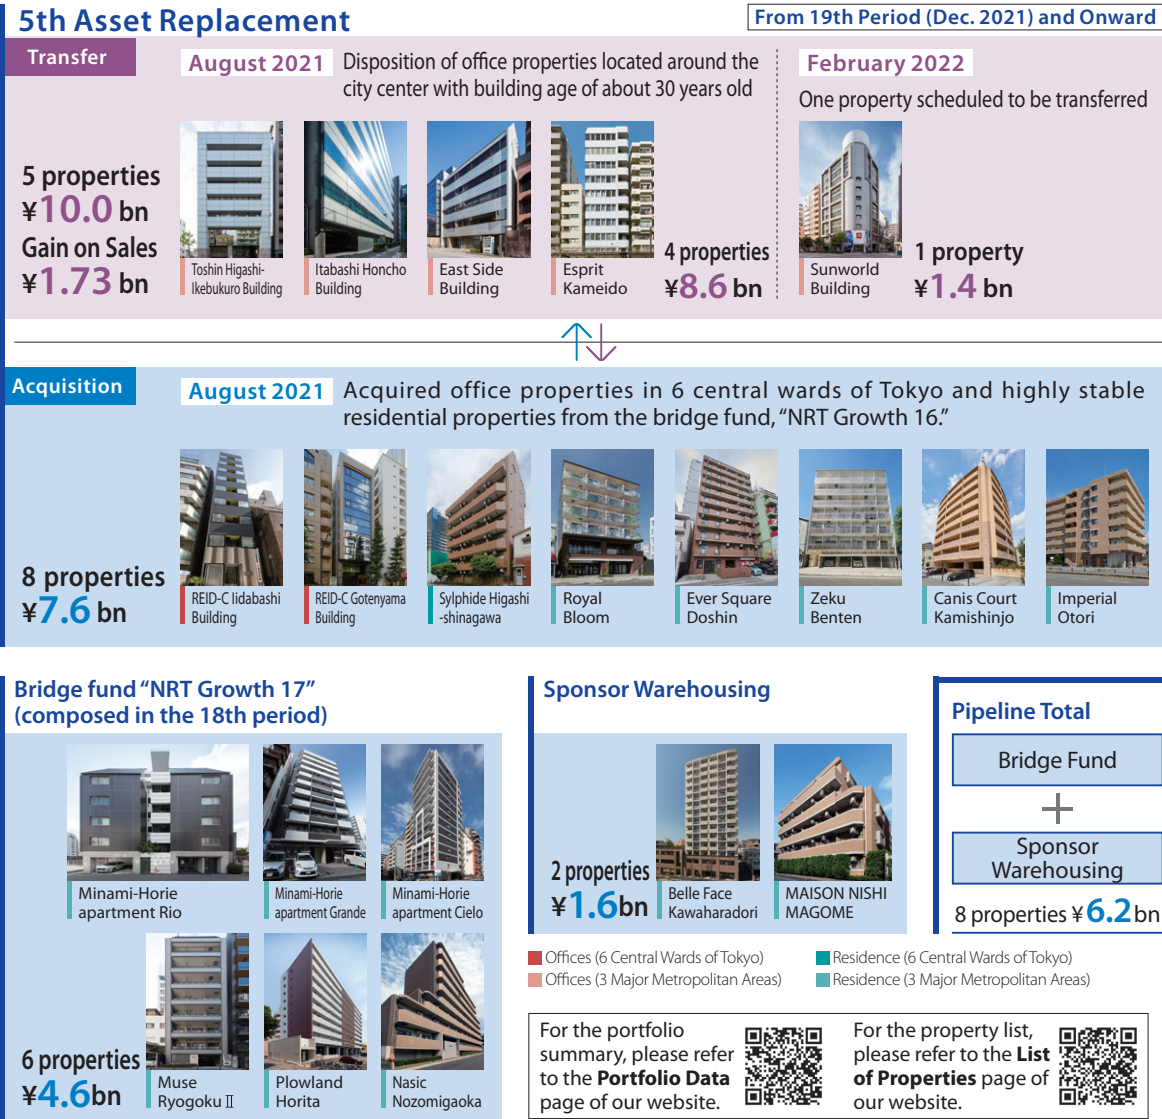 5th Asset Replacement
From 19th Period (Dec. 2021) and Onward
Transfer
August 2021
Disposition of office properties located around the
city center with building age of about 30 years old
February 2022
One property scheduled to be transferred
5 properties
¥10.0 bn
Gain on Sales
¥1.73 bn
Toshin Higashi-
Ikebukuro Building
Itabashi Honcho
Building
East Side
Building
Esprit
Kameido
4 properties
¥8.6 bn
Sunworld
Building
1 property
¥1.4 bn
Acquisition
August 2021
Acquired office properties in 6 central wards of Tokyo and highly stable
residential properties from the bridge fund, “NRT Growth 16.”
8 properties
¥7.6 bn
REID-C Iidabashi
Building
REID-C Gotenyama
Building
Sylphide Higashi
-shinagawa
Royal
Bloom
Ever Square
Doshin
Zeku
Benten
Canis Court
Kamishinjo
Imperial
Otori
Bridge fund “NRT Growth 17”
(composed in the 18th period)
Minami-Horie
apartment Rio
Minami-Horie
apartment Grande
Minami-Horie
apartment Cielo
6 properties
¥4.6bn
Muse
Ryogoku Ⅱ
Plowland
Horita
Nasic
Nozomigaoka
Sponsor Warehousing
2 properties
¥1.6bn
Belle Face
Kawaharadori
MAISON NISHI
MAGOME
Pipeline Total
Bridge Fund
+
Sponsor
Warehousing
8 properties ¥6.2bn
Offices (6 Central Wards of Tokyo)
Residence (6 Central Wards of Tokyo)
Offices (3 Major Metropolitan Areas)
Residence (3 Major Metropolitan Areas)
For the portfolio
summary, please refer
to the Portfolio Data
page of our website.
For the property list,
please refer to the List
of Properties page of
our website.